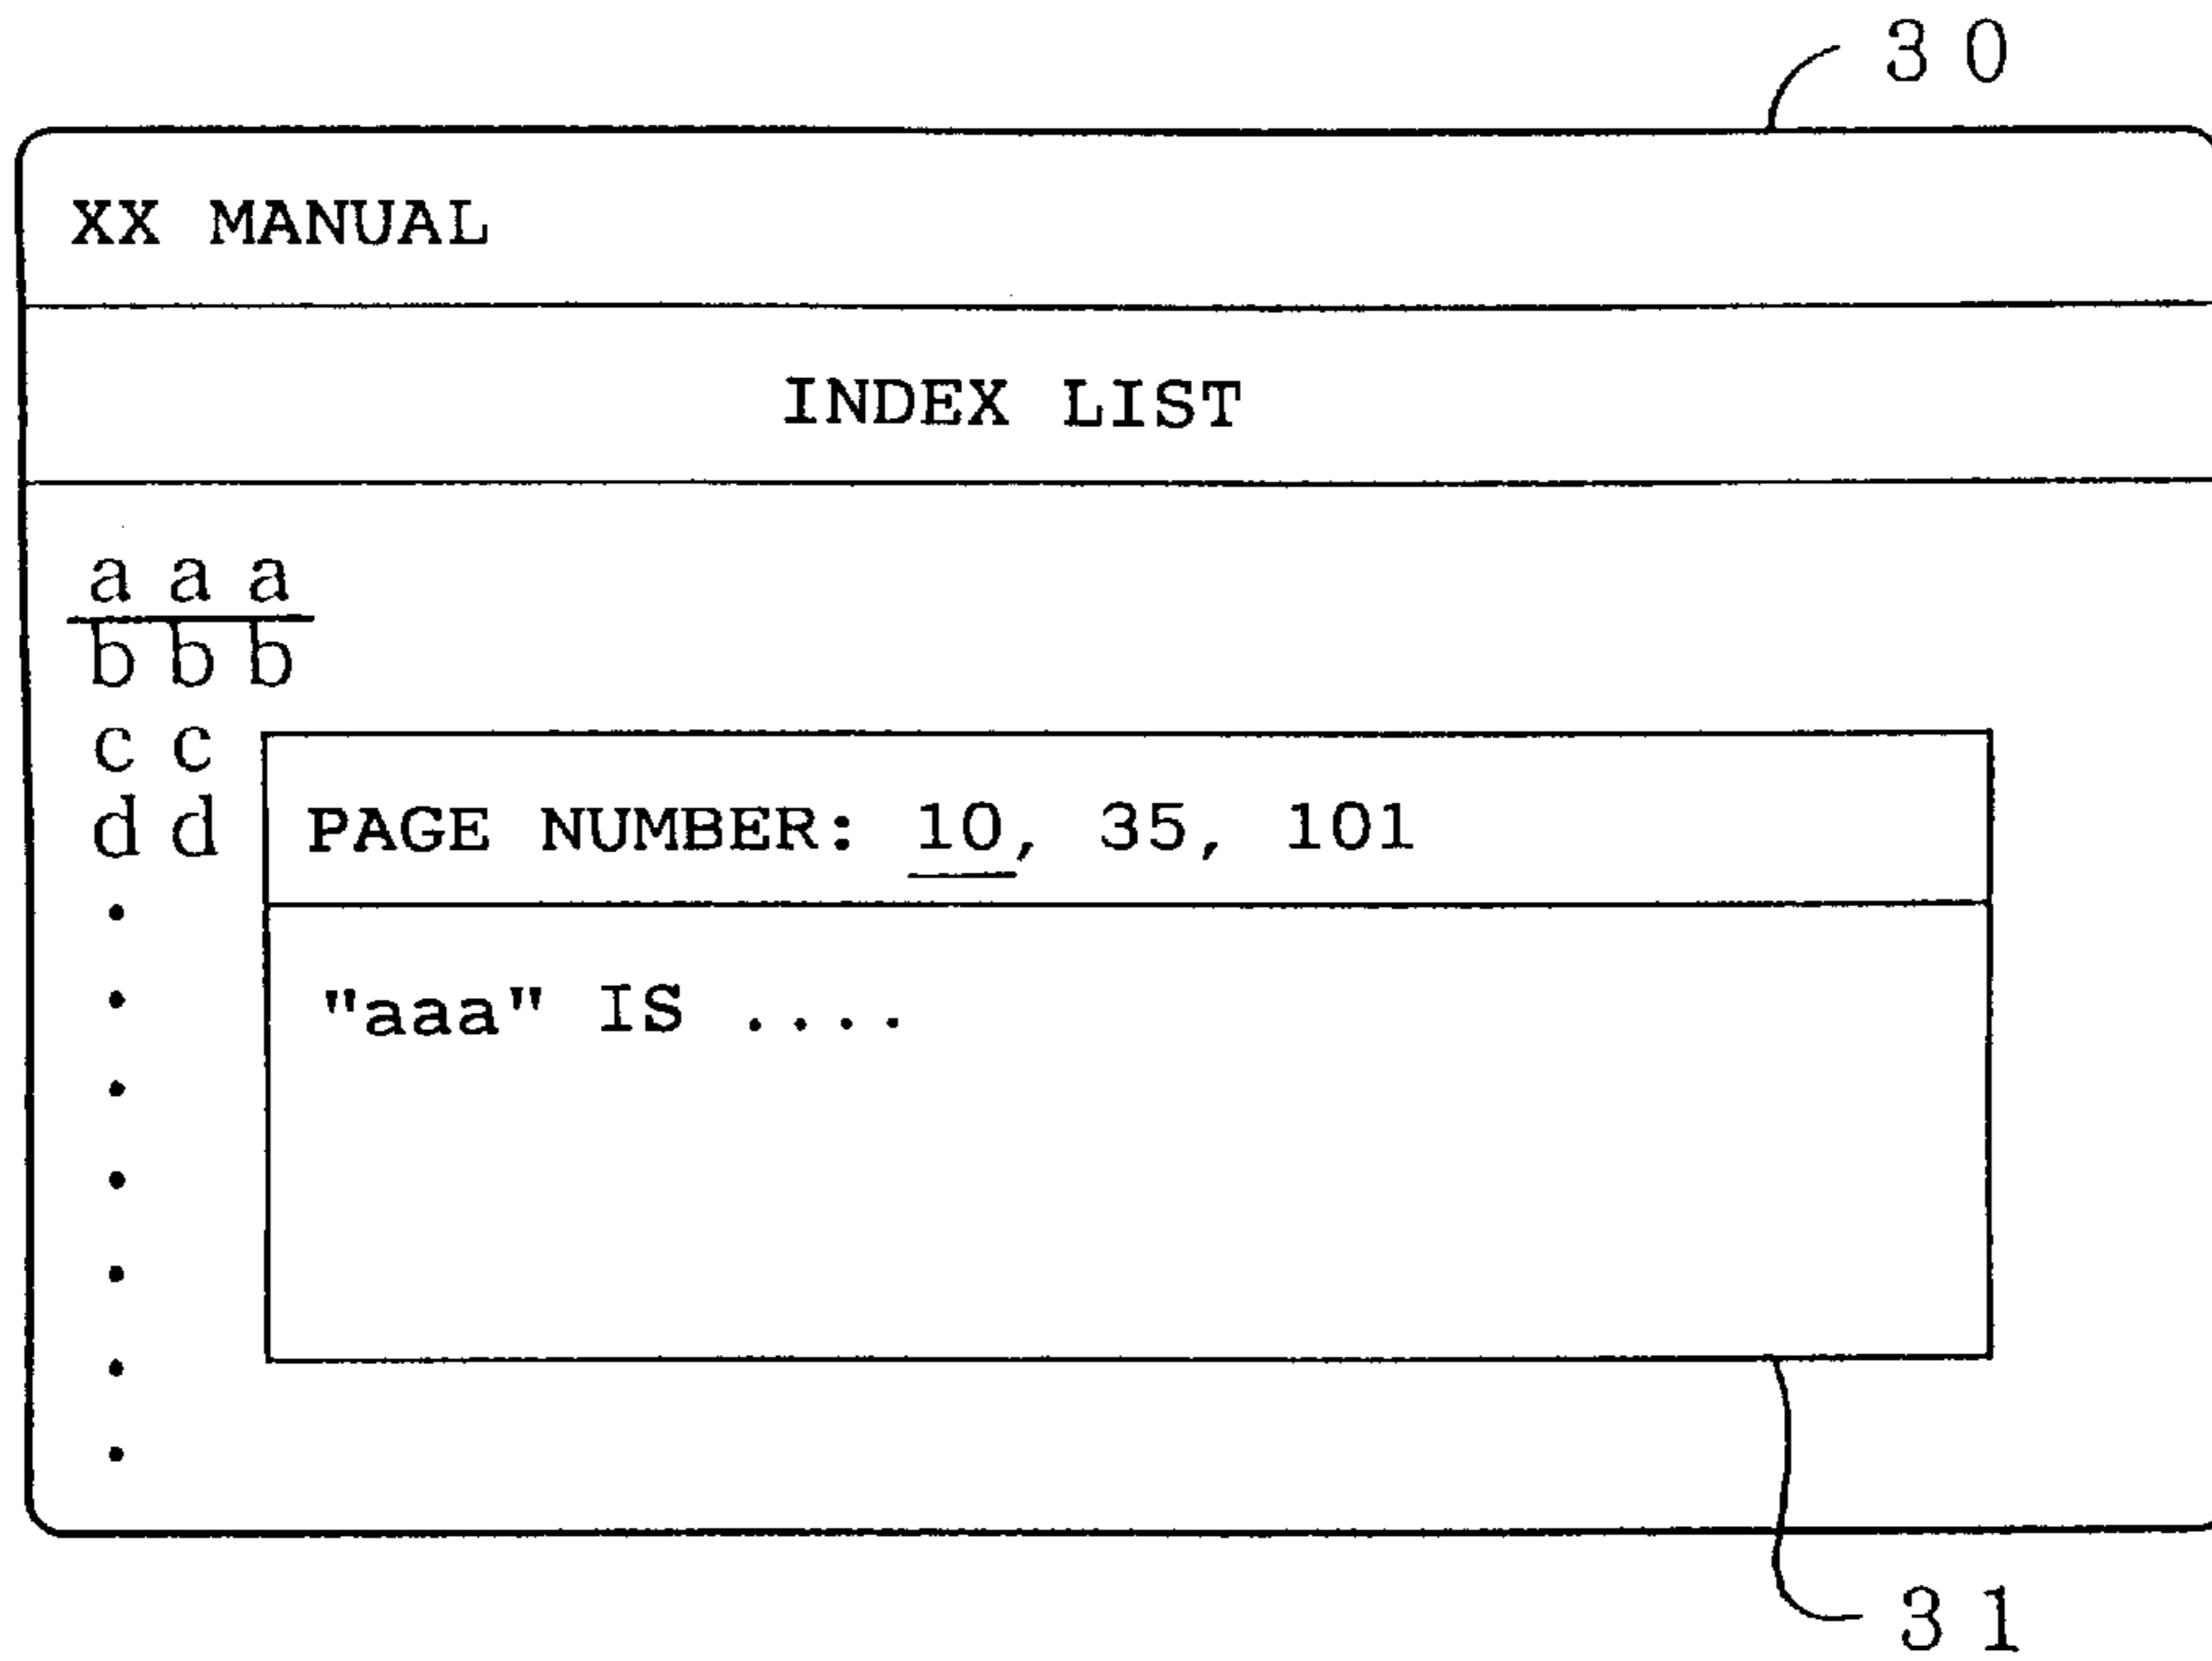 30
XX MANUAL
INDEX LIST
aaa
bbb
cc
dd
PAGE NUMBER: 10, 35, 101
"aaa" IS ....
31